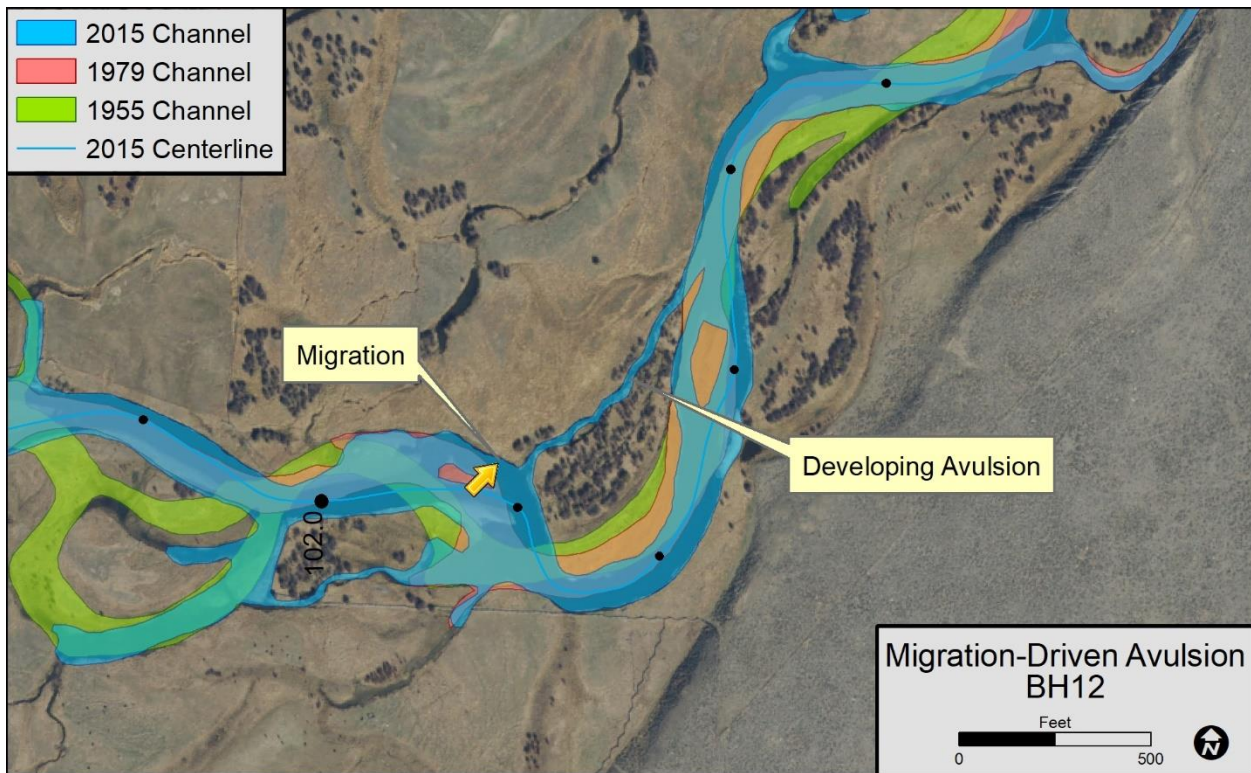 2015 Channel
1979 Channel
1955 Channel
2015 Centerline
Migration
Developing Avulsion
102.0
Migration-Driven Avulsion
BH12
Feet
0 500
N